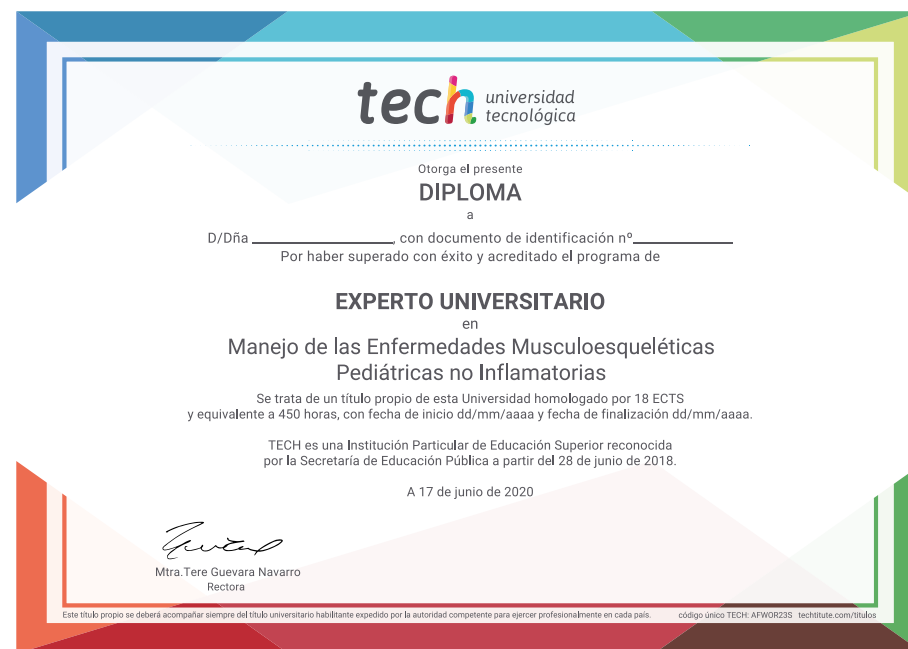 tech universidad
tecnológica
Otorga el presente
DIPLOMA
a
D/Dña ____________________, con documento de identificación nº______________
Por haber superado con éxito y acreditado el programa de
EXPERTO UNIVERSITARIO
en
Manejo de las Enfermedades Musculoesqueléticas
Pediátricas no Inflamatorias
Se trata de un título propio de esta Universidad homologado por 18 ECTS
y equivalente a 450 horas, con fecha de inicio dd/mm/aaaa y fecha de finalización dd/mm/aaaa.
TECH es una Institución Particular de Educación Superior reconocida
por la Secretaría de Educación Pública a partir del 28 de junio de 2018.
A 17 de junio de 2020
Mtra.Tere Guevara Navarro
Rectora
Este título propio se deberá acompañar siempre del título universitario habilitante expedido por la autoridad competente para ejercer profesionalmente en cada país. código único TECH: AFWOR23S techtitute.com/titulos